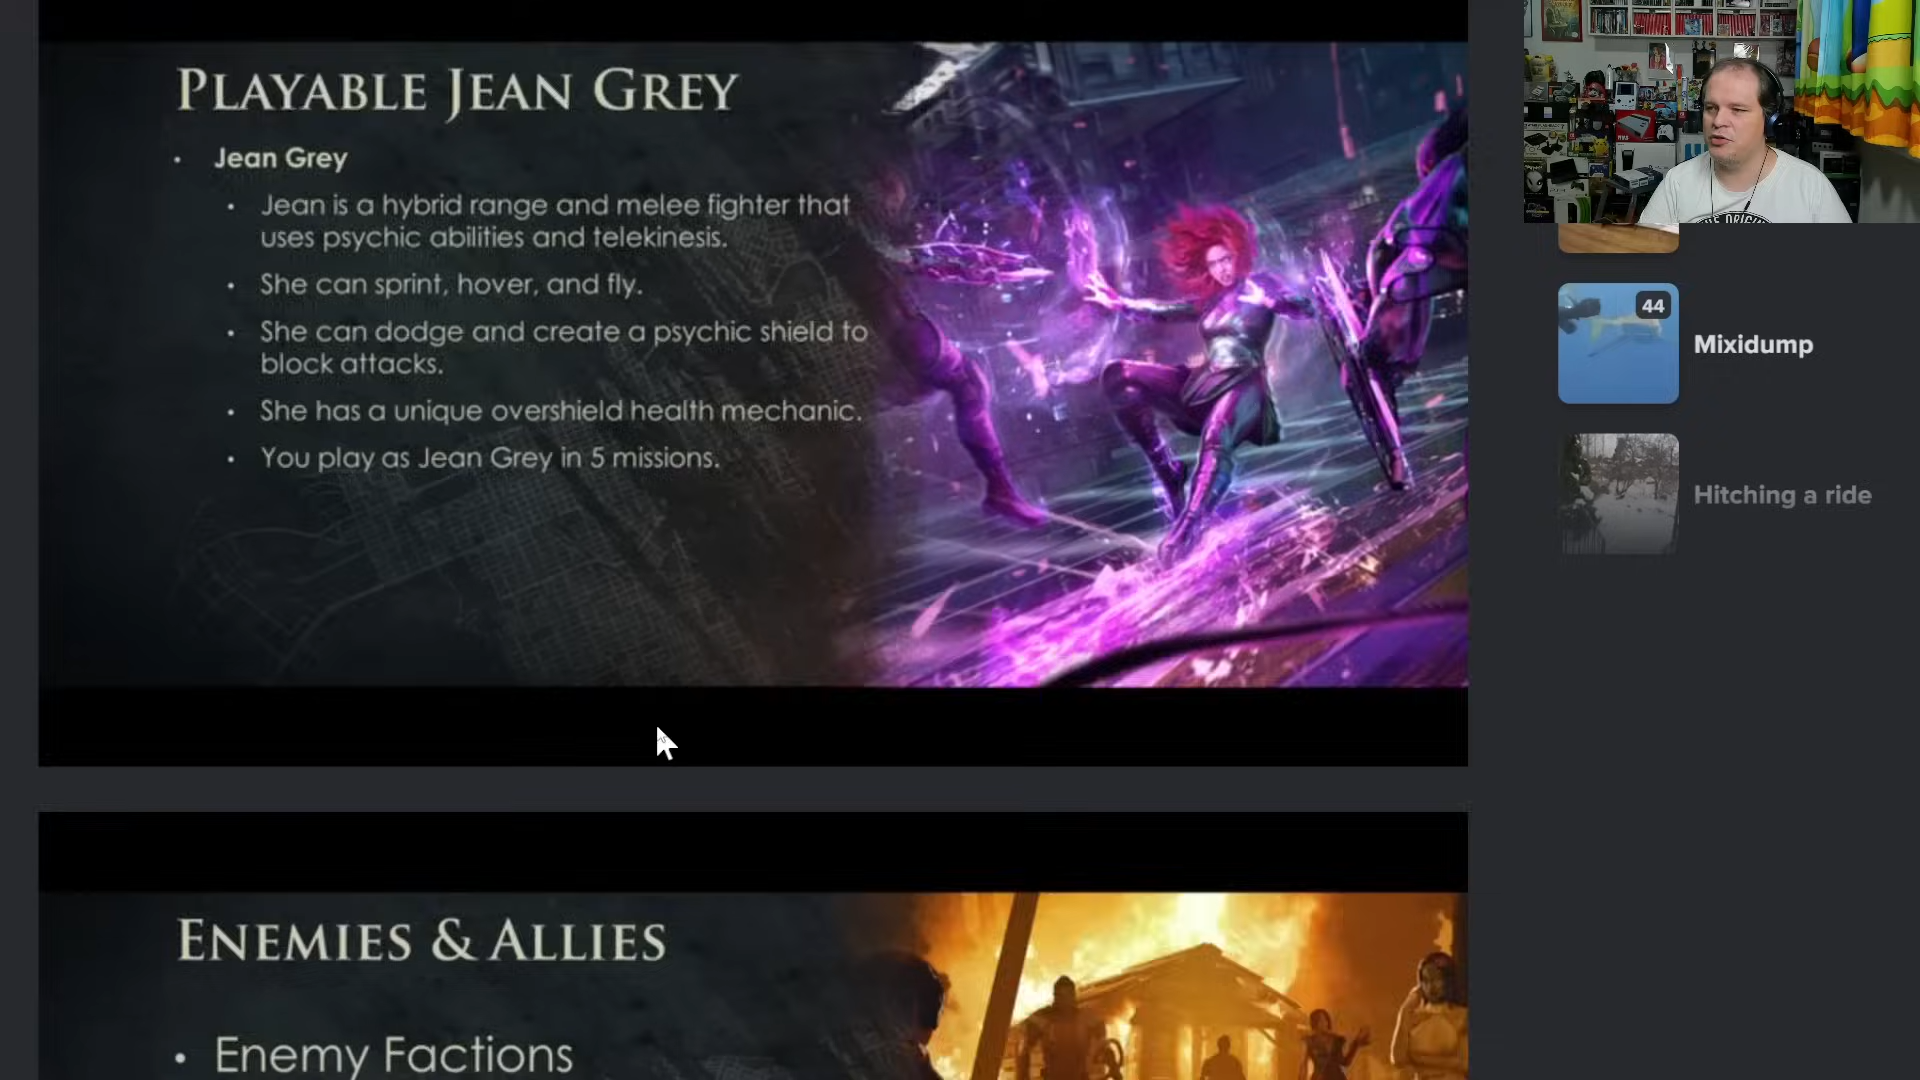 PLAYABLE JEAN GREY
• Jean Grey
• Jean is a hybrid range and melee fighter that
uses psychic abilities and telekinesis.
• She can sprint, hover, and fly.
• She can dodge and create a psychic shield to
block attacks.
• She has a unique overshield health mechanic.
• You play as Jean Grey in 5 missions.
44
Mixidump
Hitching a ride
ENEMIES & ALLIES
• Enemy Factions